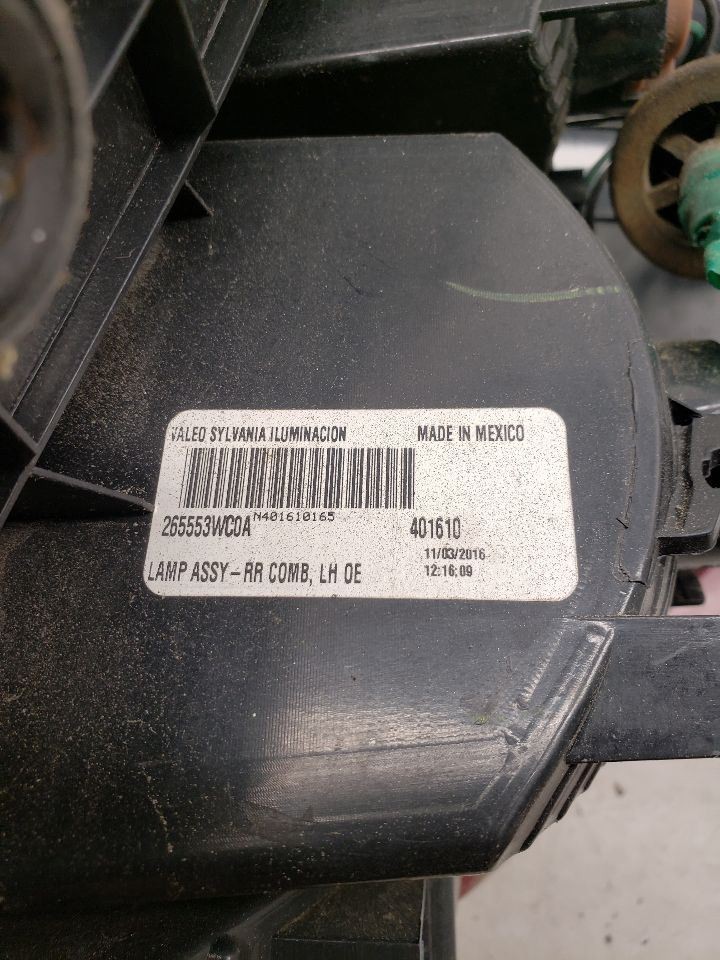 VALEO SYLVANIA ILUMINACION MADE IN MEXICO
N401610165
265553WC0A 401610
11/03/2016
LAMP ASSY-RR COMB, LH OE 12:16:09